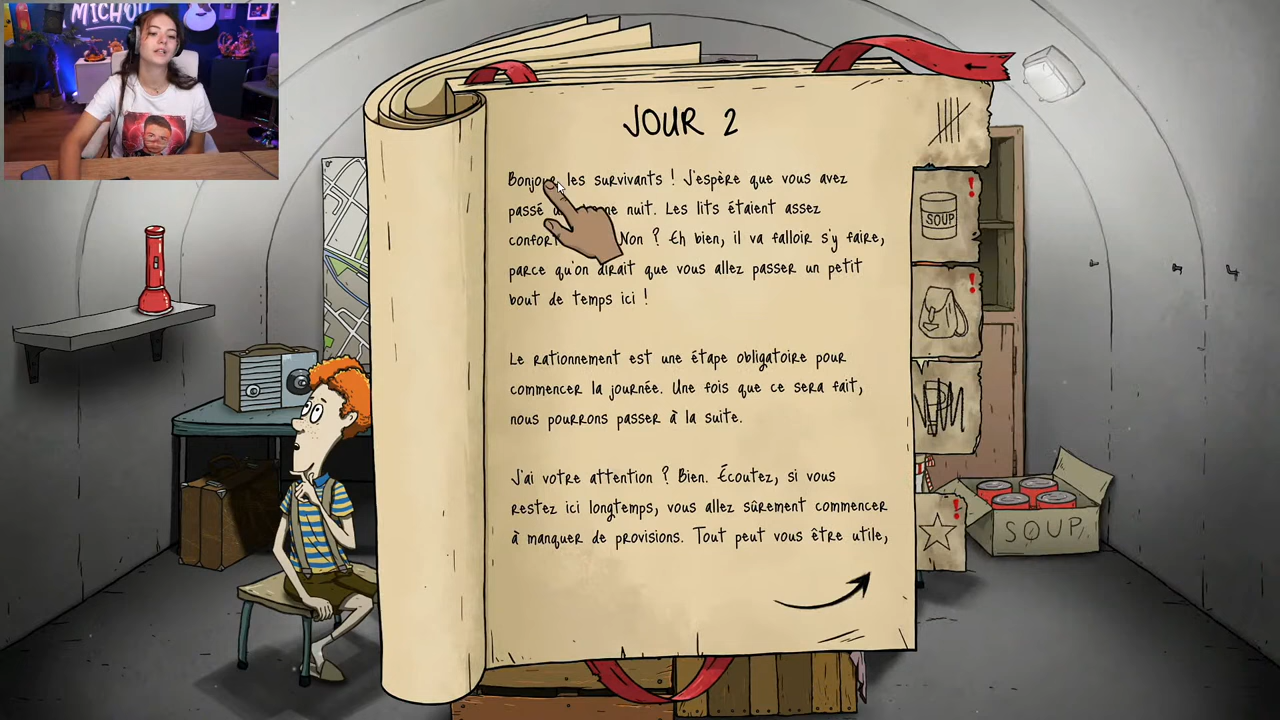 MICHOU
JOUR 2
Bonjour les survivants ! J'espère que vous avez
passé une nuit. Les lits étaient assez
Non ? Eh bien, il va falloir s'y faire,
parce qu'on dirait que vous allez passer un petit
bout de temps ici !
Le rationnement est une étape obligatoire pour
commencer la journée. Une fois que ce sera fait,
nous pourrons passer à la suite.
J'ai votre attention ? Bien. Écoutez, si vous
restez ici longtemps, vous allez sûrement commencer
à manquer de provisions. Tout peut vous être utile,
SOUP
SOUP